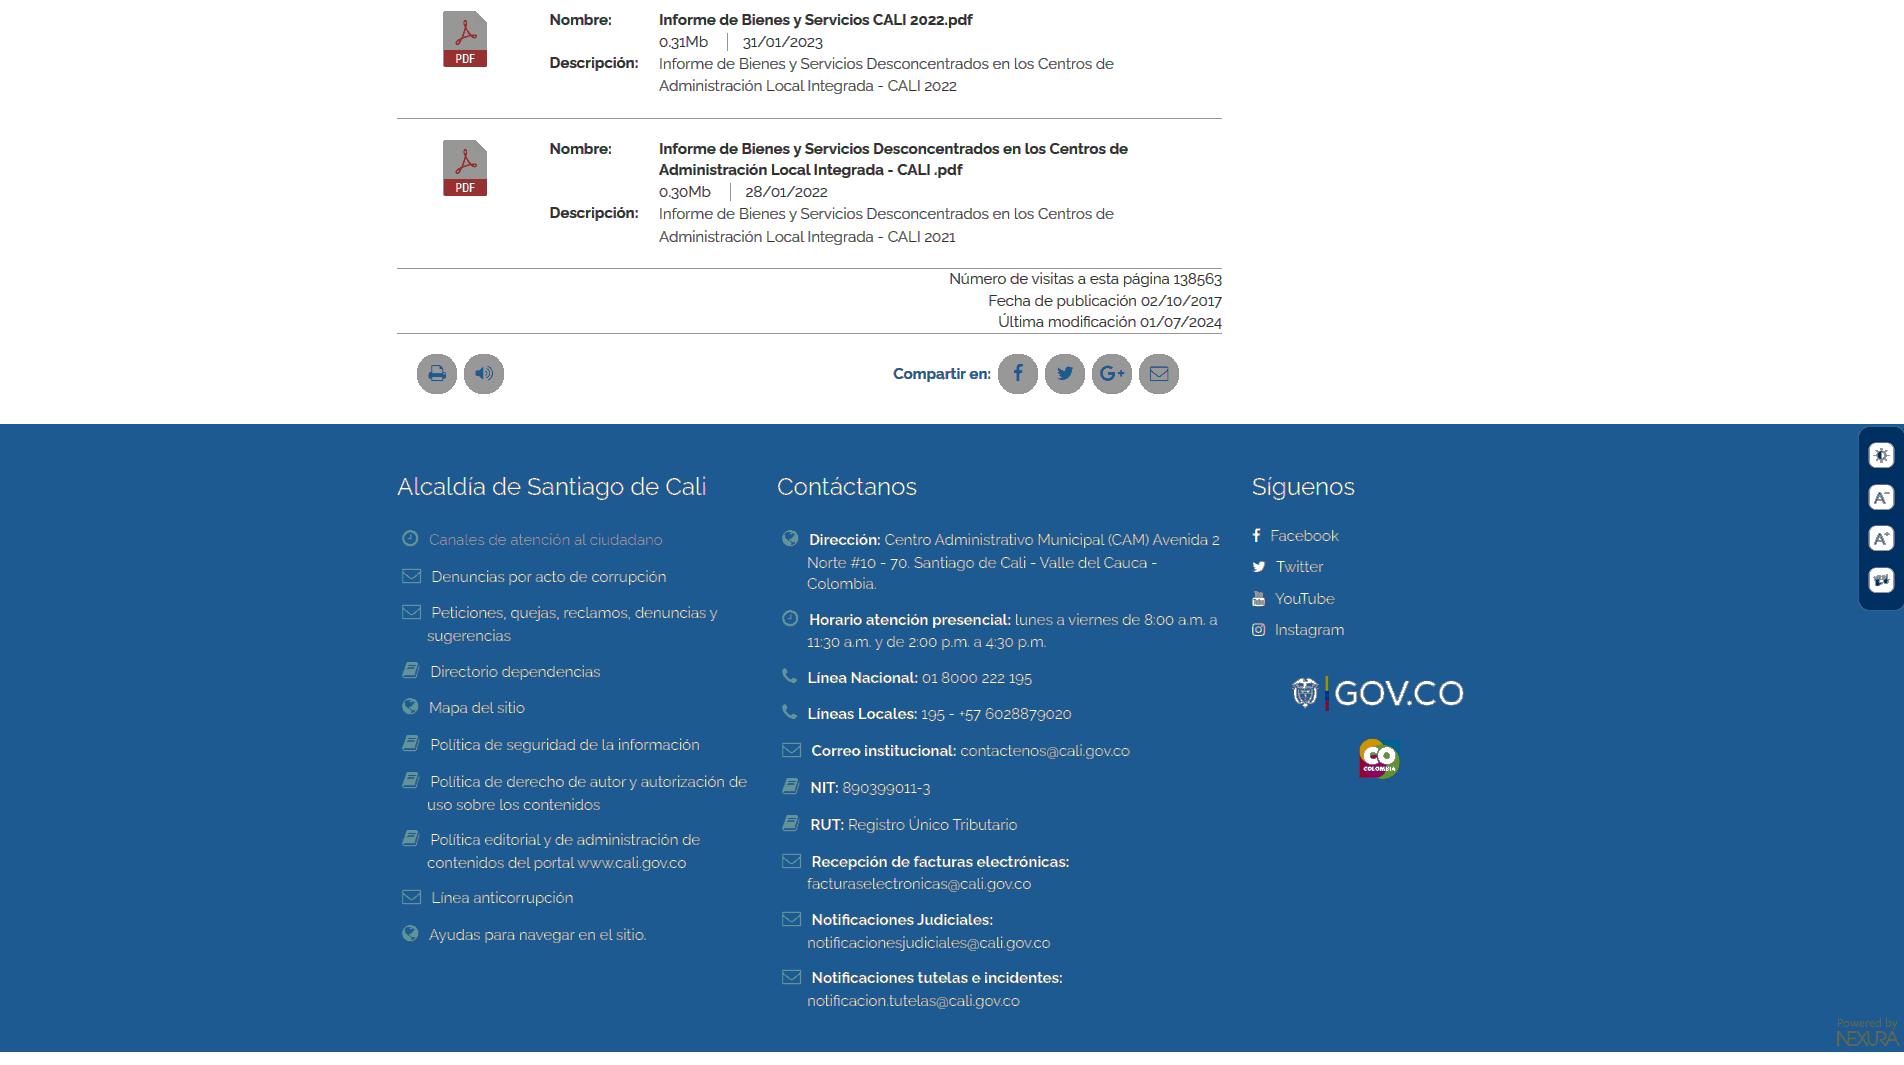 PDF
Nombre:
Informe de Bienes y Servicios CALI 2022.pdf
0.31Mb
31/01/2023
Descripción:
Informe de Bienes y Servicios Desconcentrados en los Centros de
Administración Local Integrada - CALI 2022
PDF
Nombre:
Informe de Bienes y Servicios Desconcentrados en los Centros de
Administración Local Integrada - CALI .pdf
0.30Mb
28/01/2022
Descripción:
Informe de Bienes y Servicios Desconcentrados en los Centros de
Administración Local Integrada - CALI 2021
Número de visitas a esta página 138563
Fecha de publicación 02/10/2017
Última modificación 01/07/2024
Compartir en:
Alcaldía de Santiago de Cali
Canales de atención al ciudadano
Denuncias por acto de corrupción
Peticiones, quejas, reclamos, denuncias y
sugerencias
Directorio dependencias
Mapa del sitio
Política de seguridad de la información
Política de derecho de autor y autorización de
uso sobre los contenidos
Política editorial y de administración de
contenidos del portal www.cali.gov.co
Línea anticorrupción
Ayudas para navegar en el sitio.
Contáctanos
Dirección: Centro Administrativo Municipal (CAM) Avenida 2
Norte #10 - 70. Santiago de Cali - Valle del Cauca -
Colombia.
Horario atención presencial: lunes a viernes de 8:00 a.m. a
11:30 a.m. y de 2:00 p.m. a 4:30 p.m.
Línea Nacional: 01 8000 222 195
Líneas Locales: 195 - +57 6028879020
Correo institucional: contactenos@cali.gov.co
NIT: 890399011-3
RUT: Registro Único Tributario
Recepción de facturas electrónicas:
facturaselectronicas@cali.gov.co
Notificaciones Judiciales:
notificacionesjudiciales@cali.gov.co
Notificaciones tutelas e incidentes:
notificacion.tutelas@cali.gov.co
Síguenos
Facebook
Twitter
YouTube
Instagram
GOV.CO
CO
COLOMBIA
A-
A+
Powered by
NEXURA